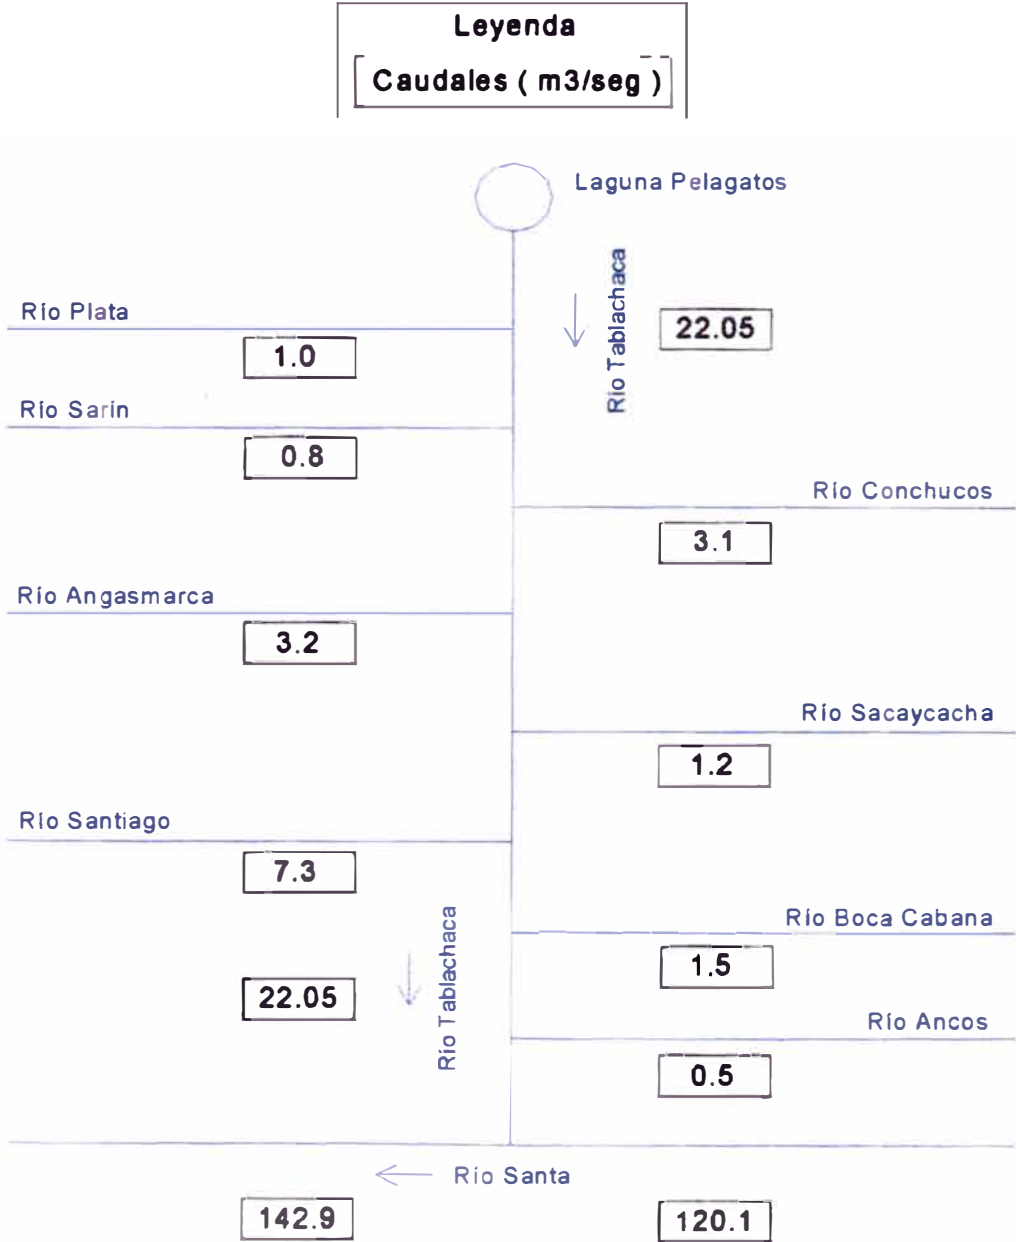 Leyenda
Caudales ( m3/seg )
Laguna Pelagatos
Río Tablachaca
22.05
Río Plata
1.0
Río Sarín
0.8
Río Conchucos
3.1
Río Angasmarca
3.2
Río Sacaycacha
1.2
Río Santiago
7.3
Río Boca Cabana
1.5
Río Tablachaca
22.05
Río Ancos
0.5
Río Santa
142.9
120.1